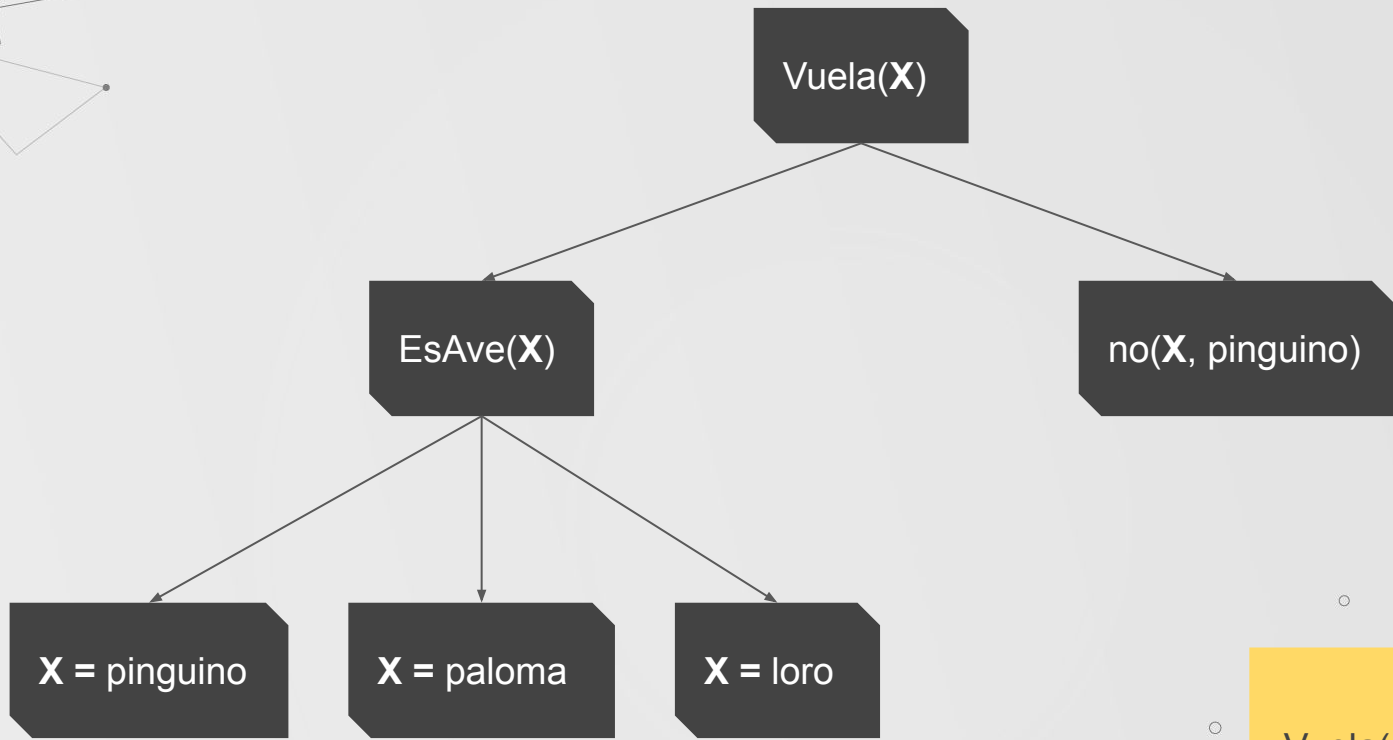 Vuela(X)
EsAve(X)
no(X, pinguino)
X = pinguino
X = paloma
X = loro